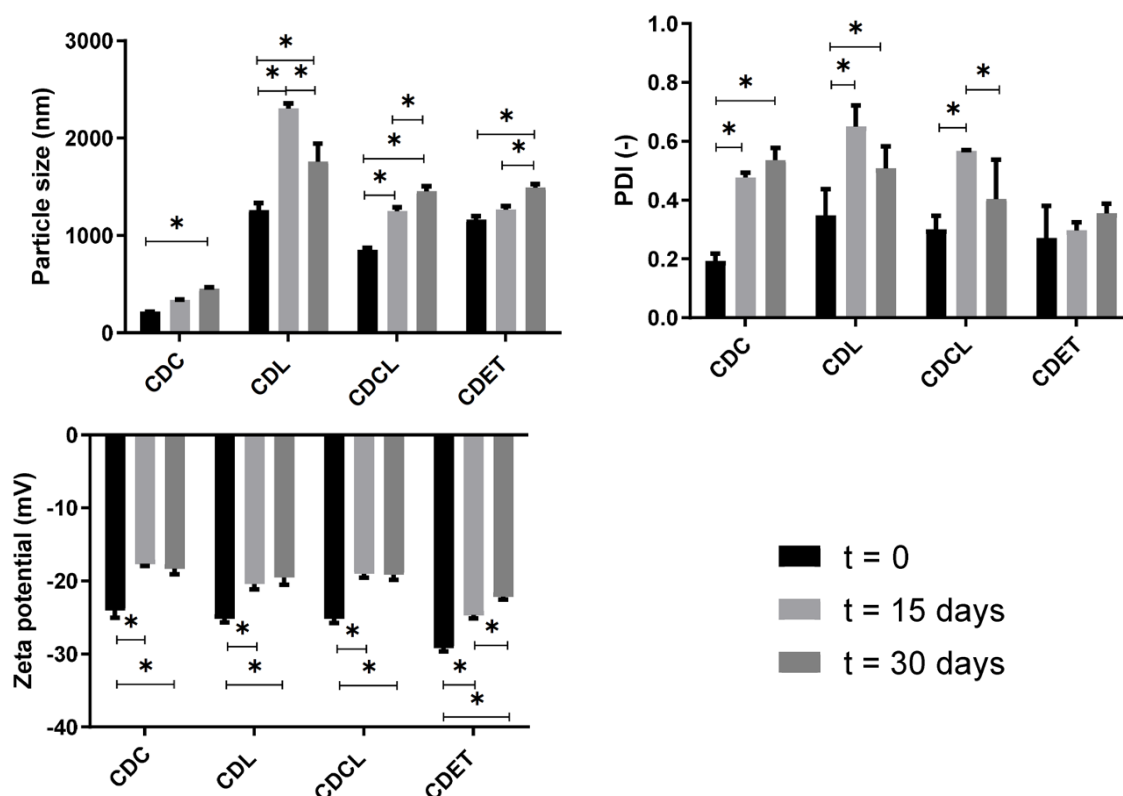 Particle size (nm)
3000
2000
1000
0
*
*
*
*
*
*
*
*
*
CDC
CDL
CDCL
CDET
PDI (-)
1.0
0.8
0.6
0.4
0.2
0.0
*
*
*
*
*
*
CDC
CDL
CDCL
CDET
Zeta potential (mV)
0
-10
-20
-30
-40
*
*
*
*
*
*
*
*
*
CDC
CDL
CDCL
CDET
t = 0
t = 15 days
t = 30 days